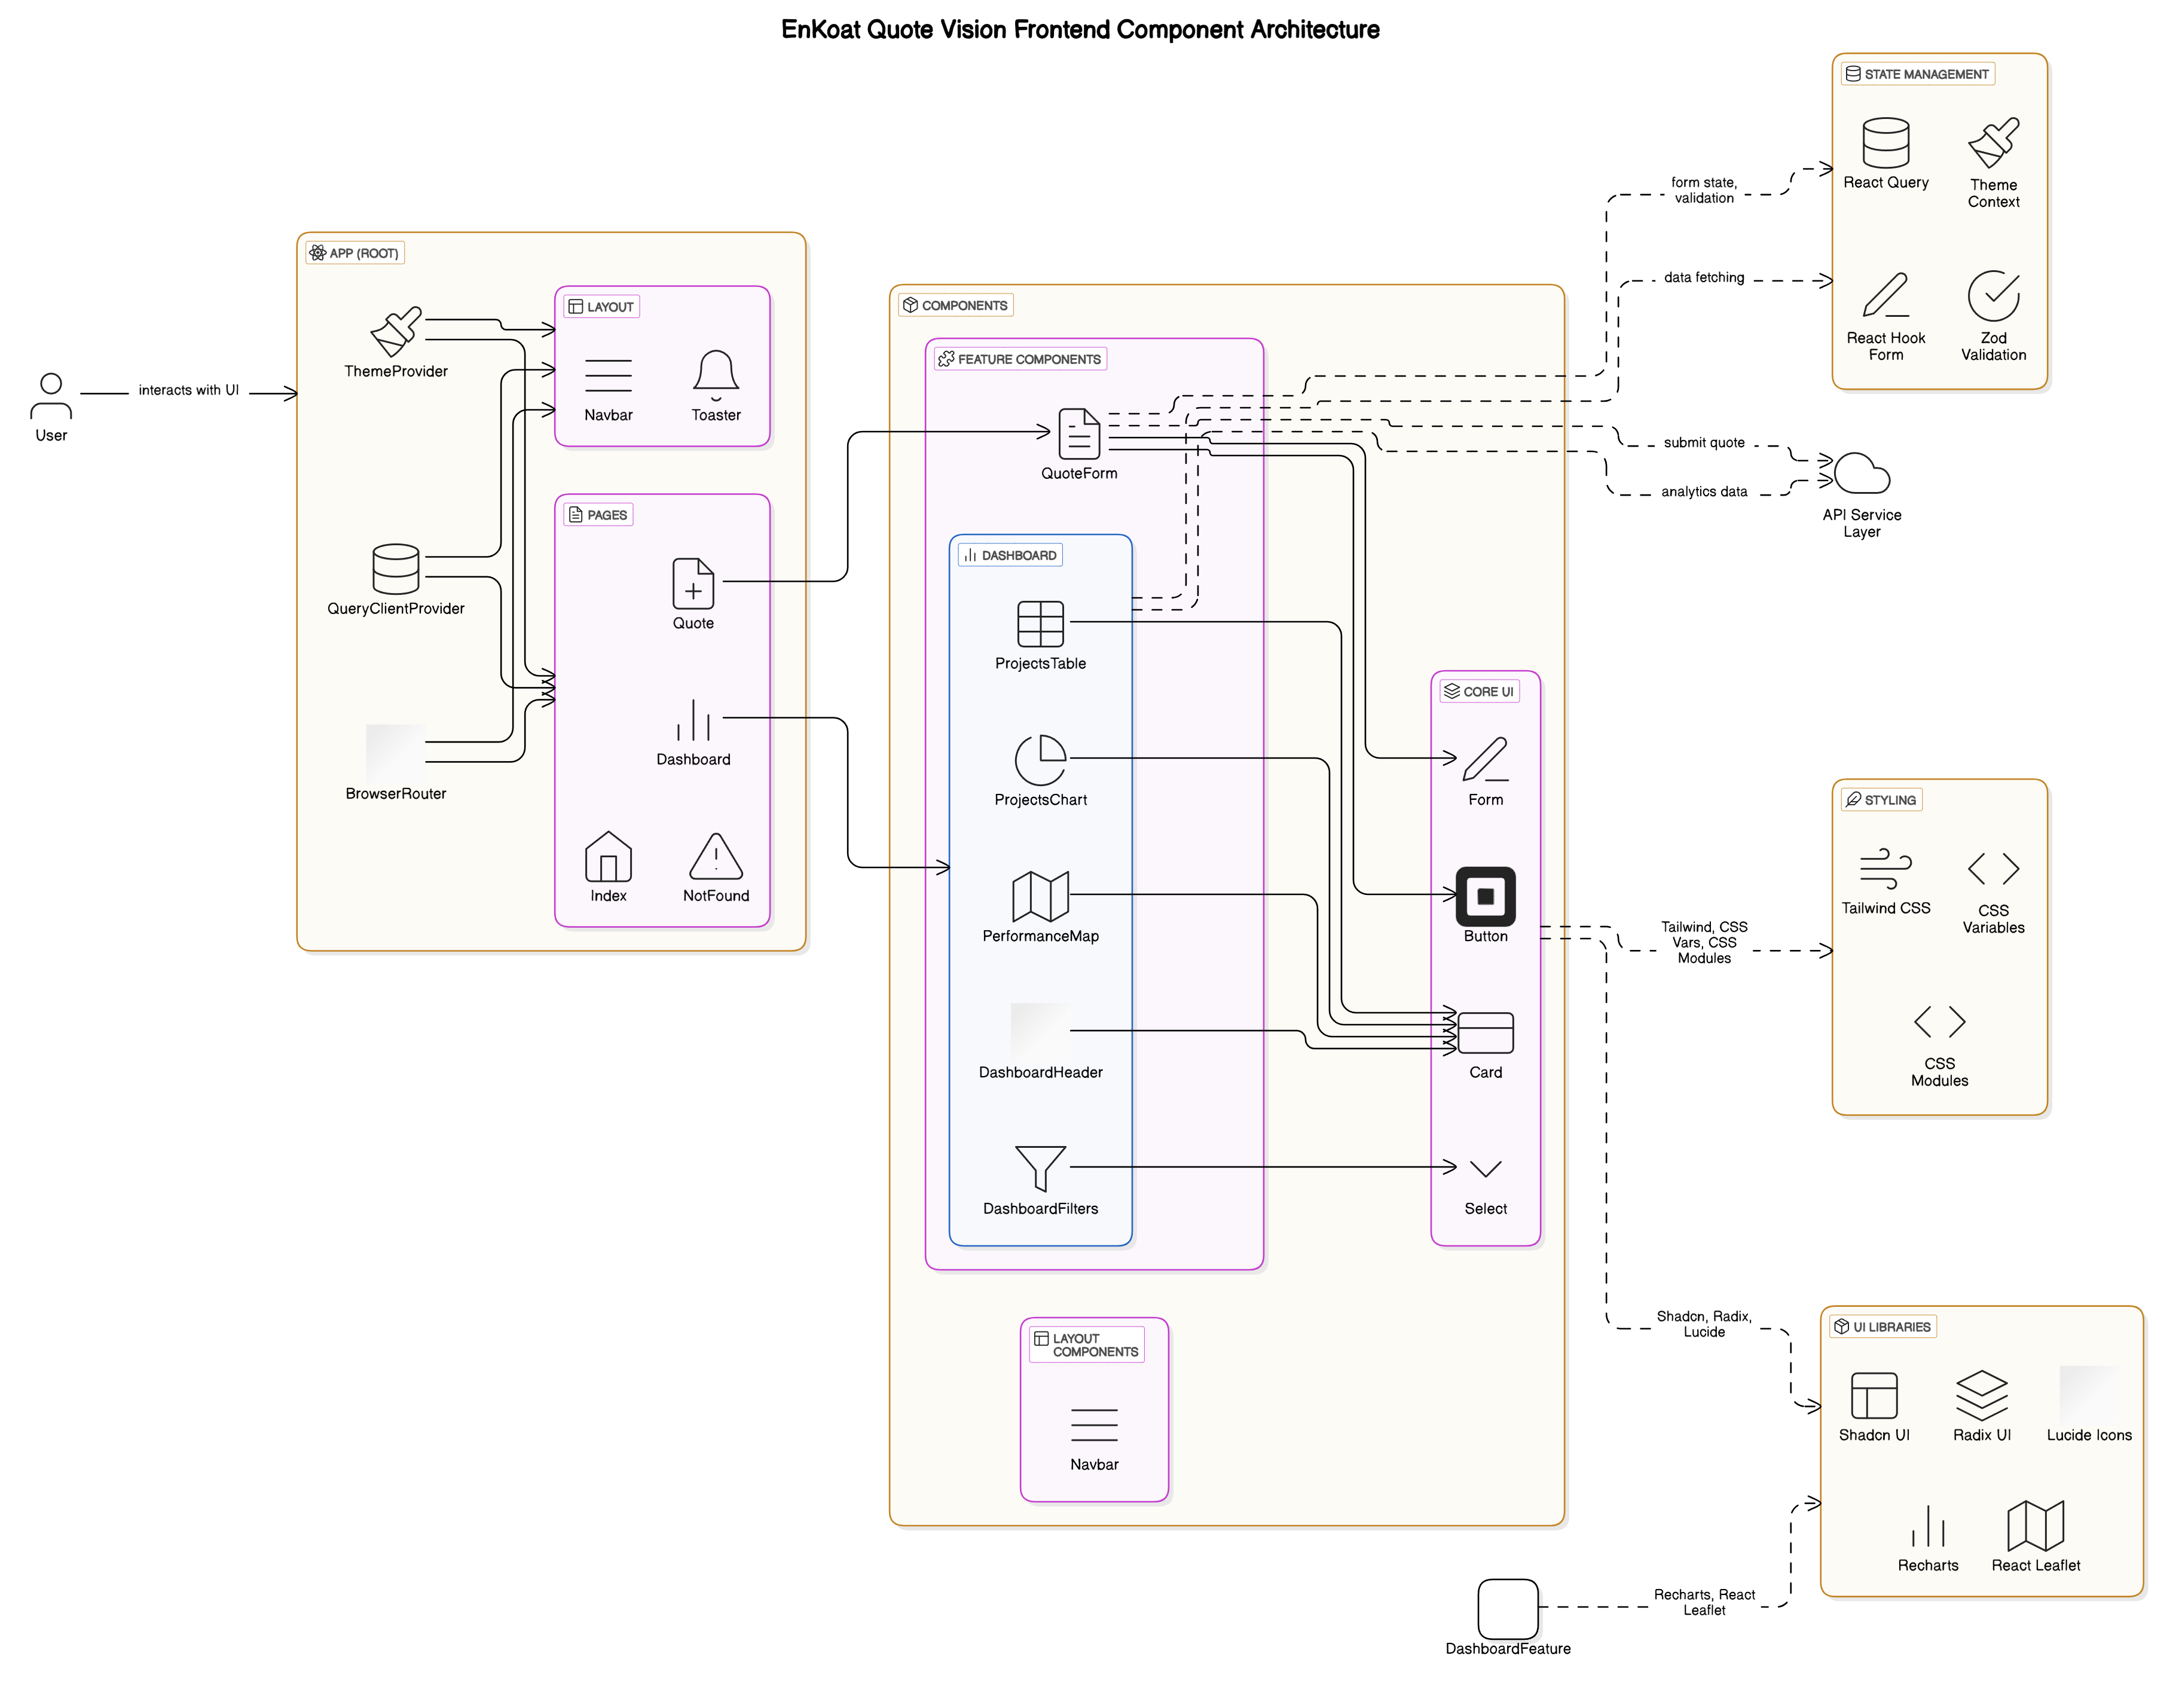 EnKoat Quote Vision Frontend Component Architecture
STATE MANAGEMENT
React Query
Theme
Context
React Hook
Form
Zod
Validation
form state,
validation
data fetching
submit quote
analytics data
API Service
Layer
User
interacts with UI
APP (ROOT)
ThemeProvider
QueryClientProvider
BrowserRouter
LAYOUT
Navbar
Toaster
PAGES
Quote
Dashboard
Index
NotFound
COMPONENTS
FEATURE COMPONENTS
QuoteForm
DASHBOARD
ProjectsTable
ProjectsChart
PerformanceMap
DashboardHeader
DashboardFilters
CORE UI
Form
Button
Card
Select
LAYOUT
COMPONENTS
Navbar
Tailwind, CSS
Vars, CSS
Modules
STYLING
Tailwind CSS
CSS
Variables
CSS
Modules
Shadcn, Radix,
Lucide
UI LIBRARIES
Shadcn UI
Radix UI
Lucide Icons
Recharts
React Leaflet
Recharts, React
Leaflet
DashboardFeature